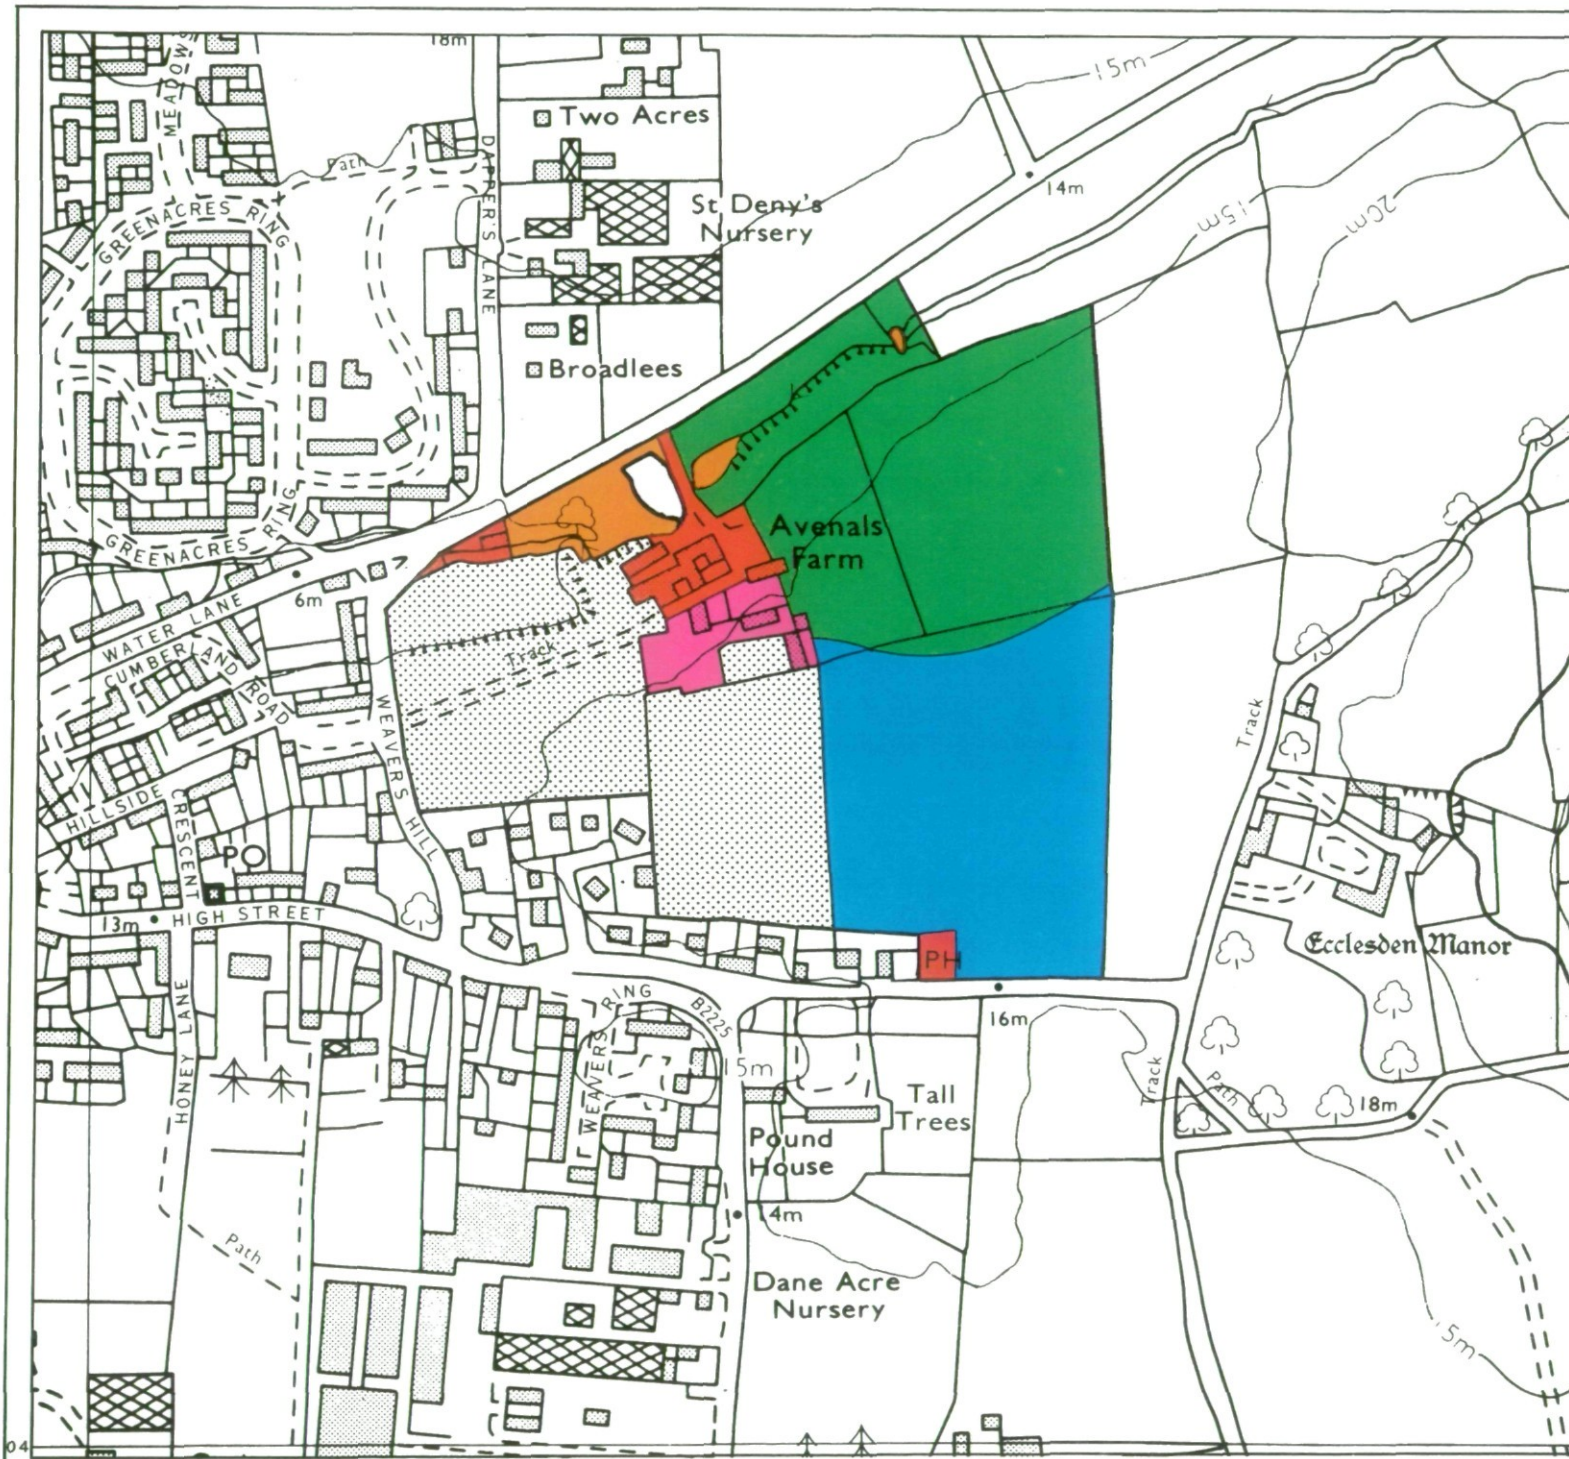 18m
MEADOWS
Path
GREENACRES RING
DAPPER'S LANE
Two Acres
St Deny's
Nursery
Broadlees
15m
14m
15m
20m
GREENACRES RING
6m
WATER LANE
CUMBERLAND ROAD
Avenals
Farm
Track
WEAVERS HILL
HILLSIDE
CRESCENT
PO
13m
HIGH STREET
PH
16m
Track
Ecclesden Manor
HONEY LANE
WEAVERS RING
B2225
15m
Tall
Trees
Pound
House
Track
Path
18m
14m
Path
Dane Acre
Nursery
15m
04